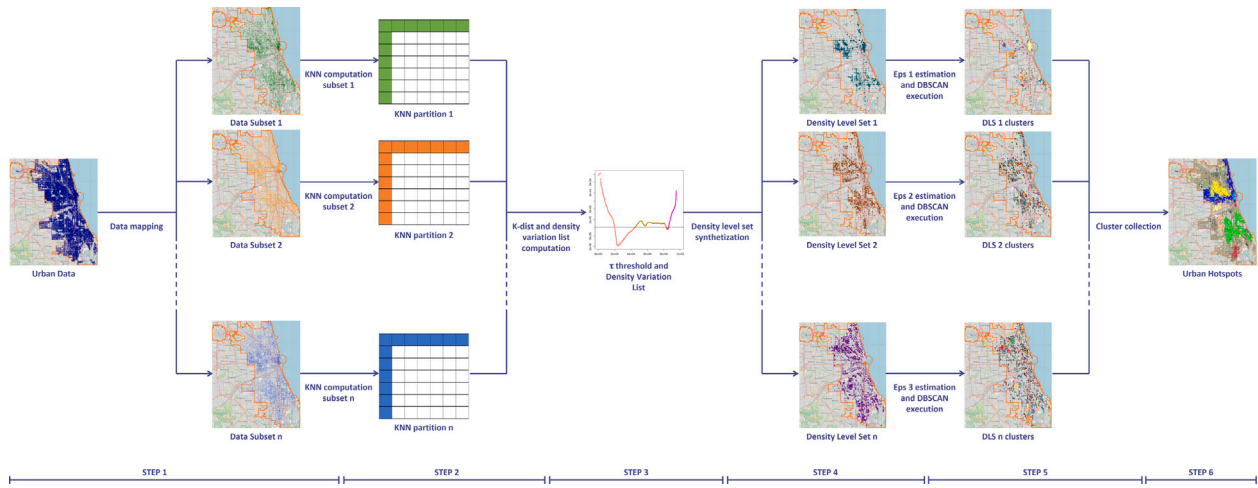 KNN computation
subset 1
KNN partition 1
Data Subset 1
Eps 1 estimation
and DBSCAN
execution
Density Level Set 1
DLS 1 clusters
Urban Data
Data mapping
KNN computation
subset 2
Data Subset 2
KNN partition 2
K-dist and density
variation list
computation
τ threshold and
Density Variation
List
Density level set
synthetization
Eps 2 estimation
and DBSCAN
execution
Density Level Set 2
DLS 2 clusters
Cluster collection
Urban Hotspots
KNN computation
subset n
Data Subset n
KNN partition n
Eps 3 estimation
and DBSCAN
execution
Density Level Set n
DLS n clusters
STEP 1
STEP 2
STEP 3
STEP 4
STEP 5
STEP 6